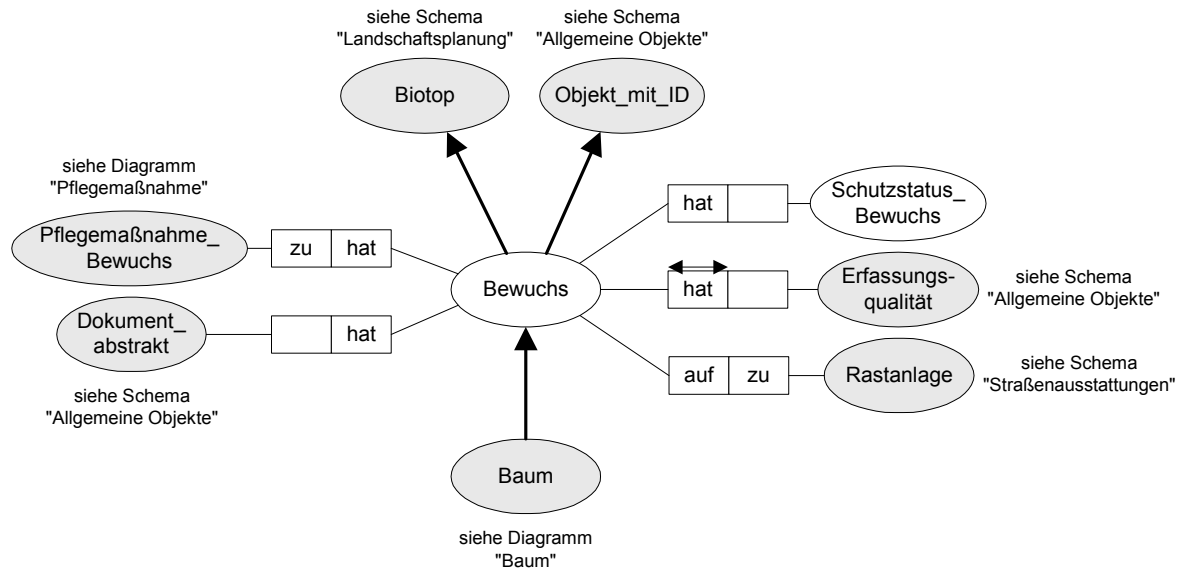 siehe Schema
"Landschaftsplanung"
siehe Schema
"Allgemeine Objekte"
Biotop
Objekt_mit_ID
siehe Diagramm
"Pflegemaßnahme"
Pflegemaßnahme_
Bewuchs
zu
hat
hat
Schutzstatus_
Bewuchs
Bewuchs
hat
Erfassungs-
qualität
siehe Schema
"Allgemeine Objekte"
Dokument_
abstrakt
hat
siehe Schema
"Allgemeine Objekte"
auf
zu
Rastanlage
siehe Schema
"Straßenausstattungen"
Baum
siehe Diagramm
"Baum"